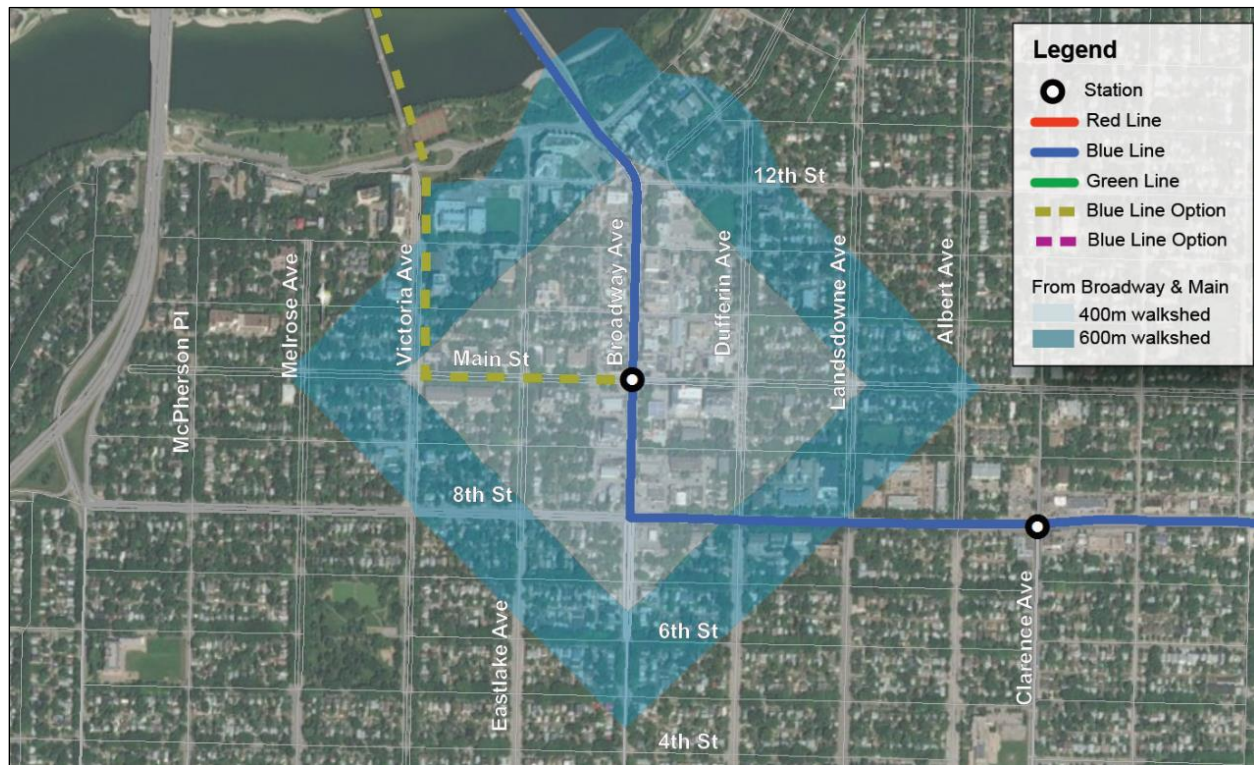 Legend
Station
Red Line
Blue Line
Green Line
Blue Line Option
Blue Line Option
From Broadway & Main
400m walkshed
600m walkshed
12th St
McPherson Pl
Melrose Ave
Victoria Ave
Broadway Ave
Dufferin Ave
Landsdowne Ave
Albert Ave
Main St
8th St
Eastlake Ave
6th St
Clarence Ave
4th St